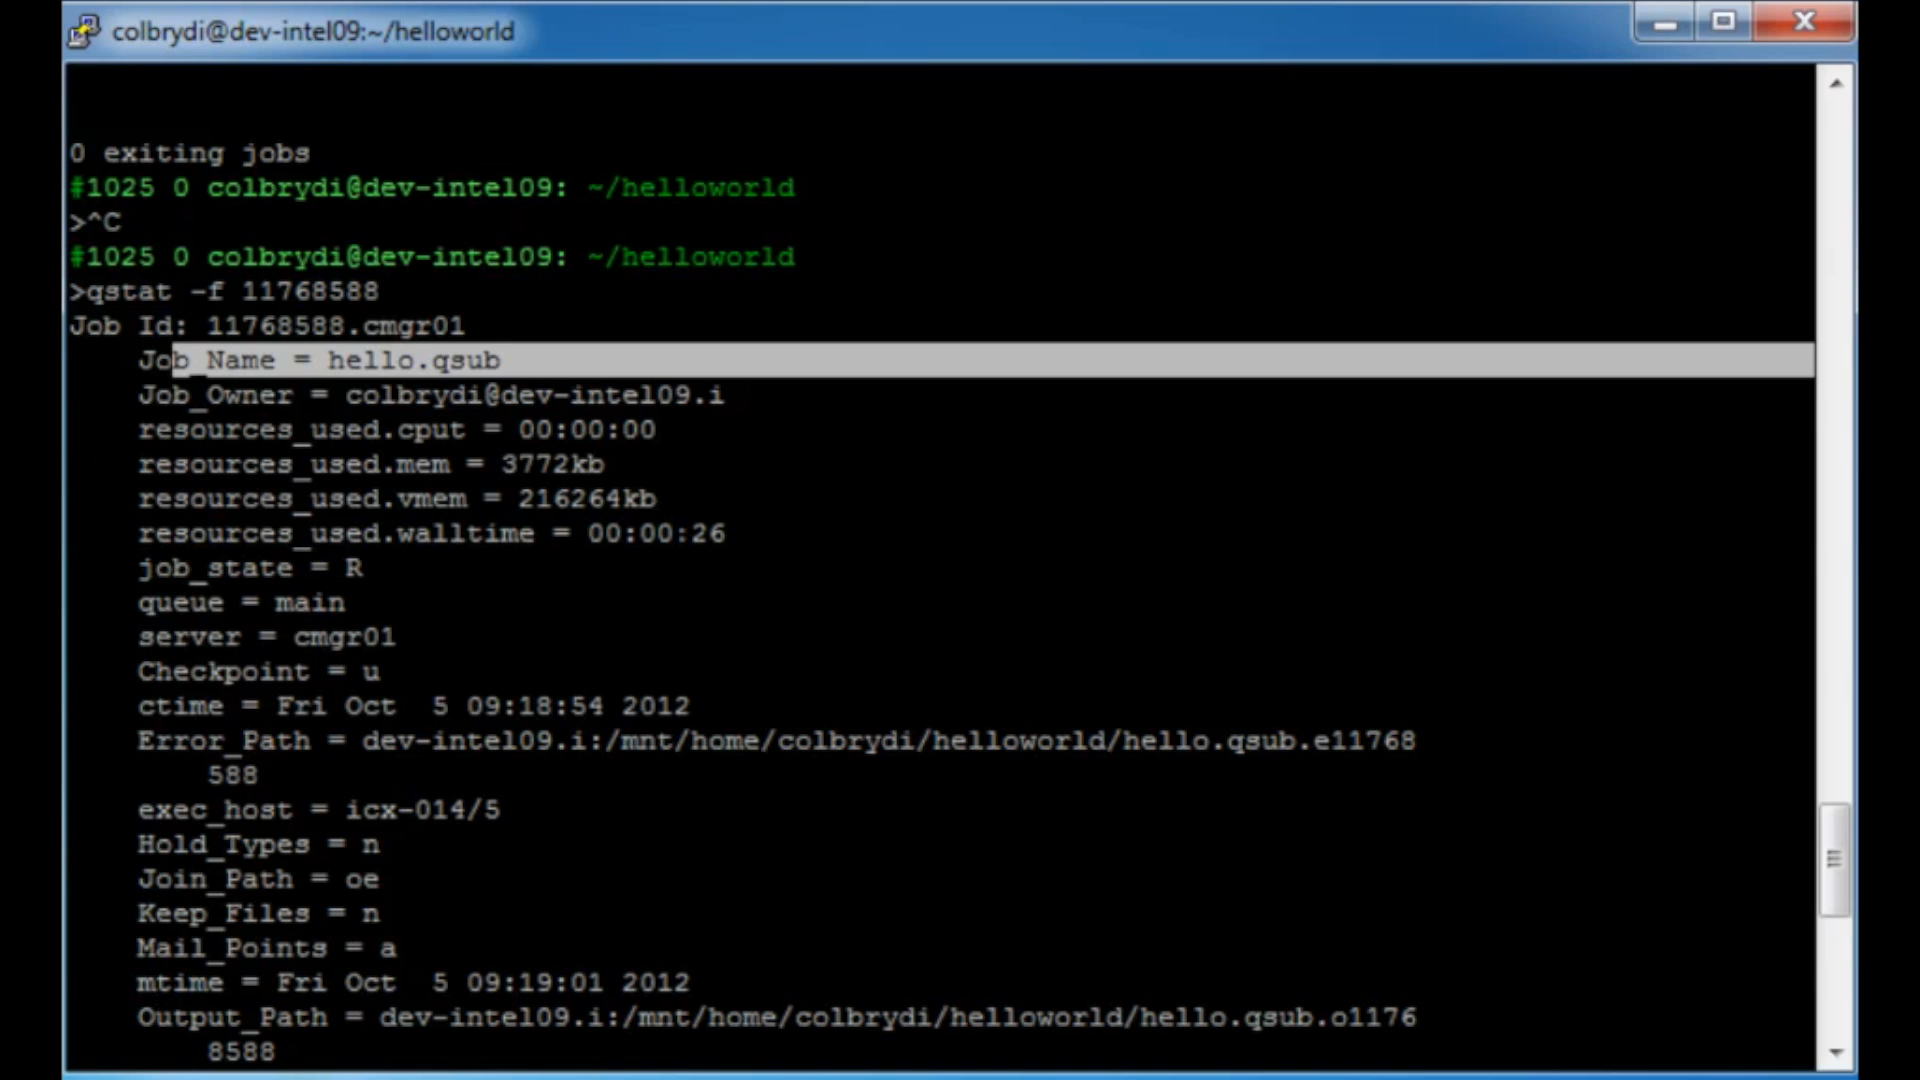 colbrydi@dev-intel09:~/helloworld
0 exiting jobs
#1025 0 colbrydi@dev-intel09: ~/helloworld
>^C
#1025 0 colbrydi@dev-intel09: ~/helloworld
>qstat -f 11768588
Job Id: 11768588.cmgr01
Job_Name = hello.qsub
Job_Owner = colbrydi@dev-intel09.i
resources_used.cput = 00:00:00
resources_used.mem = 3772kb
resources_used.vmem = 216264kb
resources_used.walltime = 00:00:26
job_state = R
queue = main
server = cmgr01
Checkpoint = u
ctime = Fri Oct  5 09:18:54 2012
Error_Path = dev-intel09.i:/mnt/home/colbrydi/helloworld/hello.qsub.e11768
588
exec_host = icx-014/5
Hold_Types = n
Join_Path = oe
Keep_Files = n
Mail_Points = a
mtime = Fri Oct  5 09:19:01 2012
Output_Path = dev-intel09.i:/mnt/home/colbrydi/helloworld/hello.qsub.o1176
8588